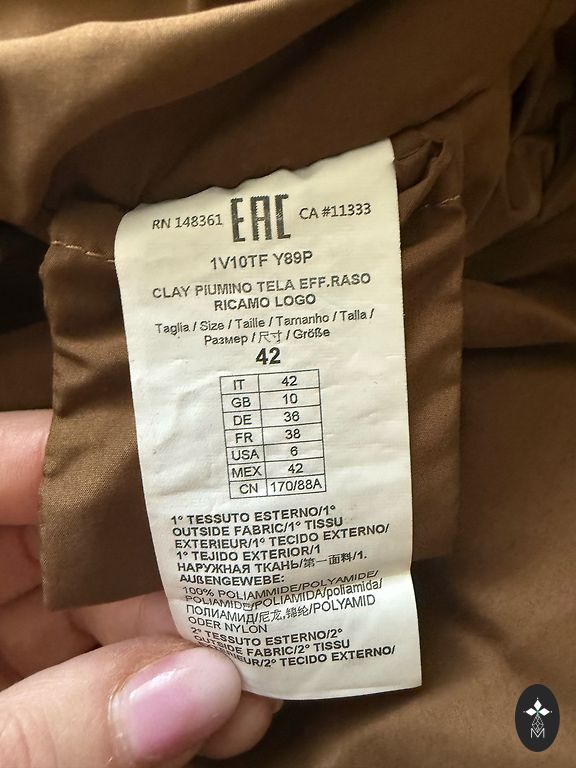 RN 148361 EAC CA #11333
1V10TF Y89P
CLAY PIUMINO TELA EFF.RASO
RICAMO LOGO
Taglia / Size / Taille / Tamanho / Talla /
Размер / 尺寸 / Größe
42
IT 42
GB 10
DE 36
FR 38
USA 6
MEX 42
CN 170/88A
1° TESSUTO ESTERNO/1°
OUTSIDE FABRIC/1° TISSU
EXTERIEUR/1° TECIDO EXTERNO/
1° TEJIDO EXTERIOR/1
НАРУЖНАЯ ТКАНЬ/第一面料/1.
AUßENGEWEBE:
100% POLIAMMIDE/POLYAMIDE/
POLIAMID/POLIAMIDA/poliamida/
ПОЛИАМИД/尼龙,锦纶/POLYAMID
ODER NYLON
2° TESSUTO ESTERNO/2°
OUTSIDE FABRIC/2° TISSU
EXTERIEUR/2° TECIDO EXTERNO/
M